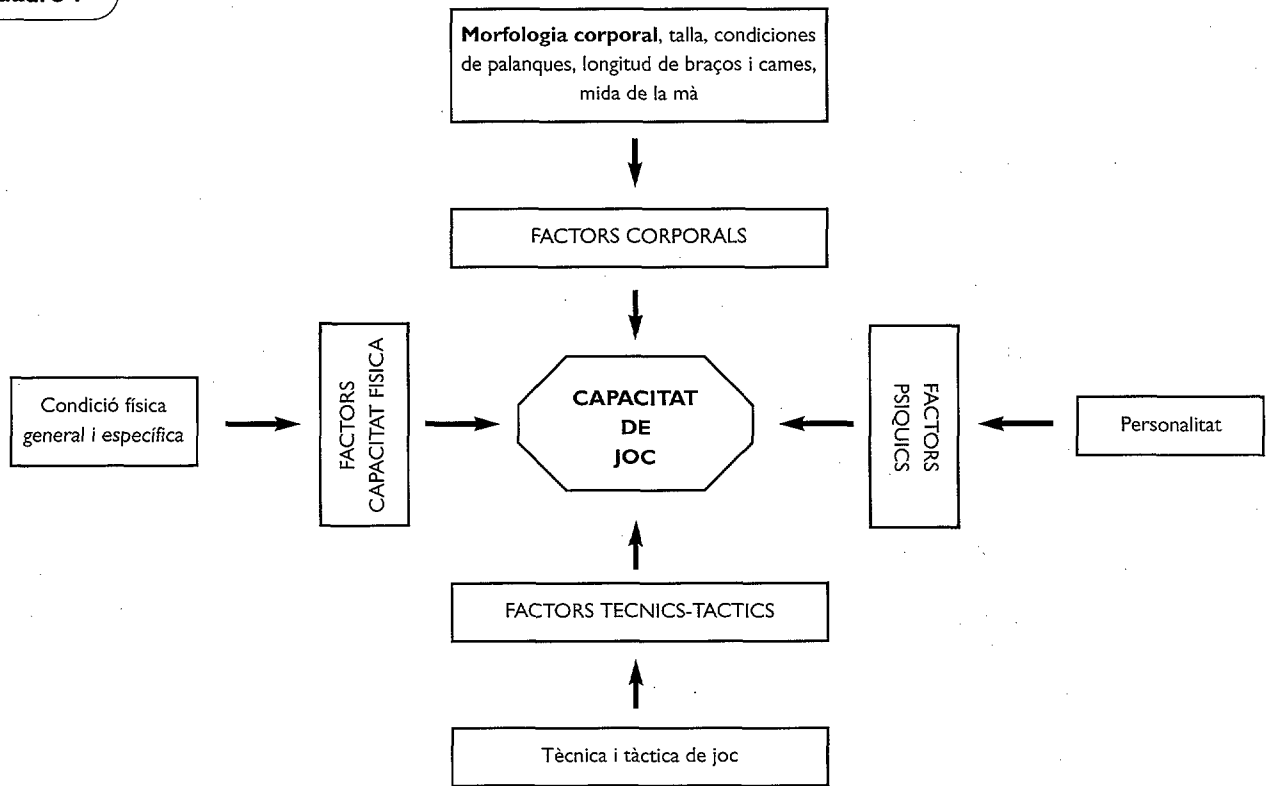 Morfologia corporal, talla, condiciones
de palanques, longitud de braços i cames,
mida de la mà
FACTORS CORPORALS
Condició física
general i específica
FACTORS
CAPACITAT FISICA
CAPACITAT
DE
JOC
FACTORS
PSIQUICS
Personalitat
FACTORS TECNICS-TACTICS
Tècnica i tàctica de joc